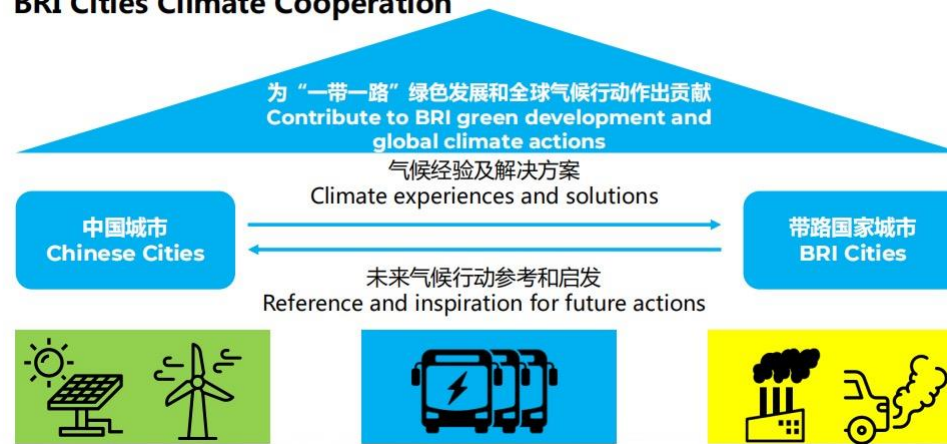 BRI Cities Climate Cooperation
为“一带一路”绿色发展和全球气候行动作出贡献
Contribute to BRI green development and
global climate actions
气候经验及解决方案
Climate experiences and solutions
中国城市
Chinese Cities
带路国家城市
BRI Cities
未来气候行动参考和启发
Reference and inspiration for future actions